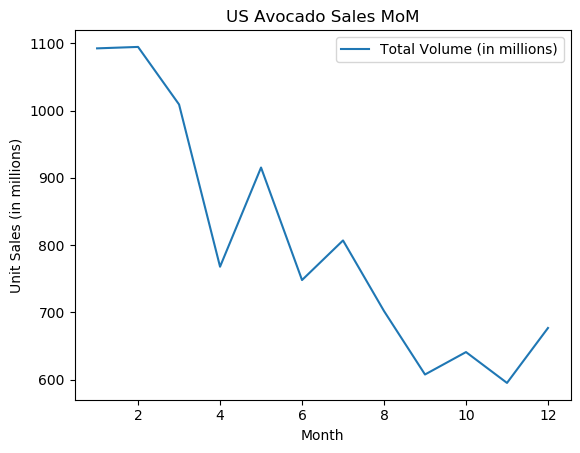 US Avocado Sales MoM
Total Volume (in millions)
1100
1000
900
800
700
600
Unit Sales (in millions)
2 4 6 8 10 12
Month